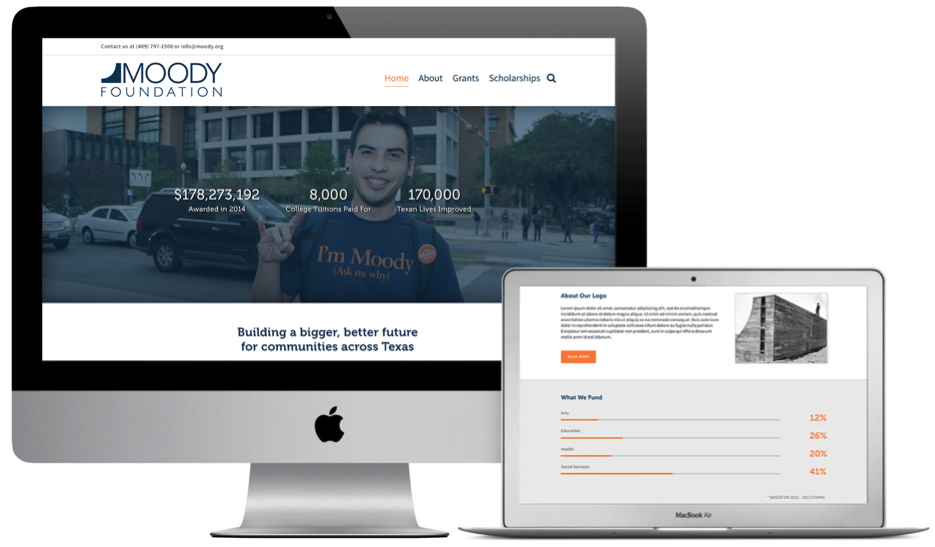 Contact us at (409) 797-1500 or info@moody.org
MOODY
FOUNDATION
Home About Grants Scholarships
$178,273,192 8,000 170,000
Awarded in 2014 College Tuitions Paid For Texan Lives Improved
I'm Moody
(Ask me why)
Building a bigger, better future
for communities across Texas
About Our Logo
Lorem ipsum dolor sit amet, consectetur adipisicing elit, sed do eiusmod tempor
incididunt ut labore et dolore magna aliqua. Ut enim ad minim veniam, quis nostrud
exercitation ullamco laboris nisi ut aliquip ex ea commodo consequat. Duis aute irure
dolor in reprehenderit in voluptate velit esse cillum dolore eu fugiat nulla pariatur.
Excepteur sint occaecat cupidatat non proident, sunt in culpa qui officia deserunt
mollit anim id est laborum.
READ MORE
What We Fund
Arts 12%
Education 26%
Health 20%
Social Services 41%
* BASED ON 2012 - 2013 GIVING
MacBook Air